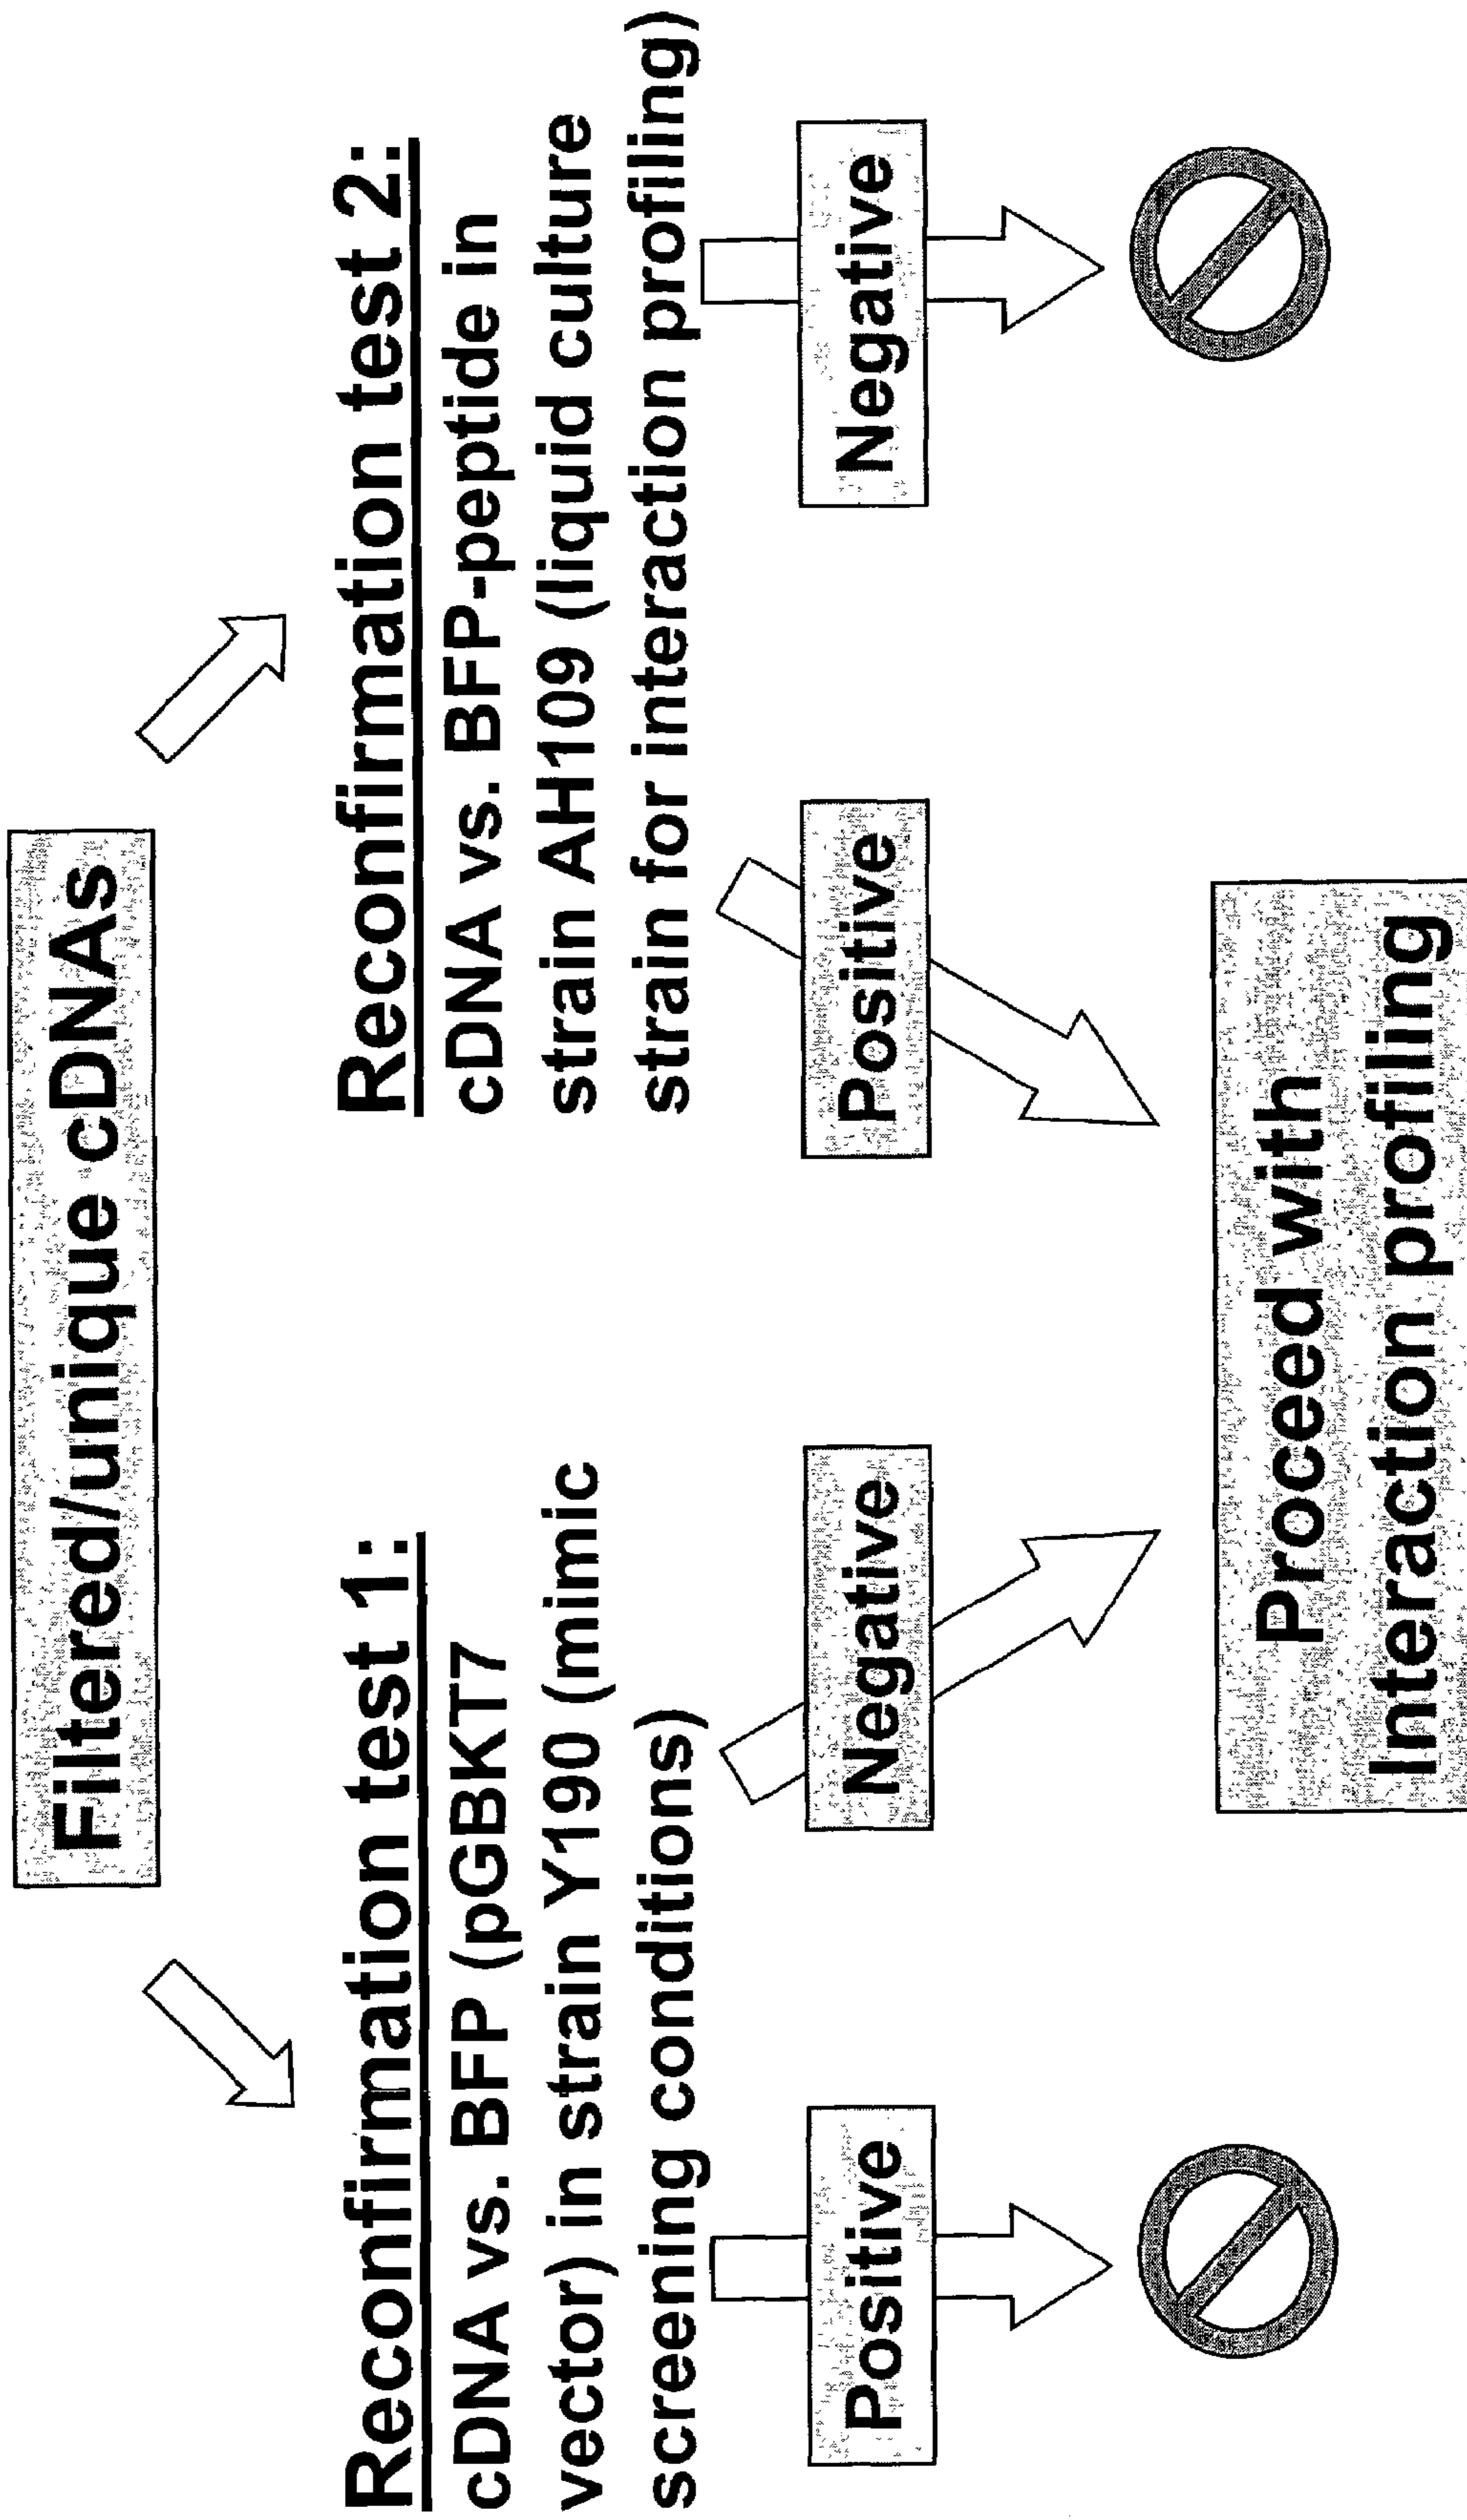 Filtered/unique cDNAs
Reconfirmation test 1:
cDNA vs. BFP (pGBKT7
vector) in strain Y190 (mimic
screening conditions)
Reconfirmation test 2:
cDNA vs. BFP-peptide in
strain AH109 (liquid culture
strain for interaction profiling)
Positive
Negative
Positive
Negative
Proceed with
Interaction profiling